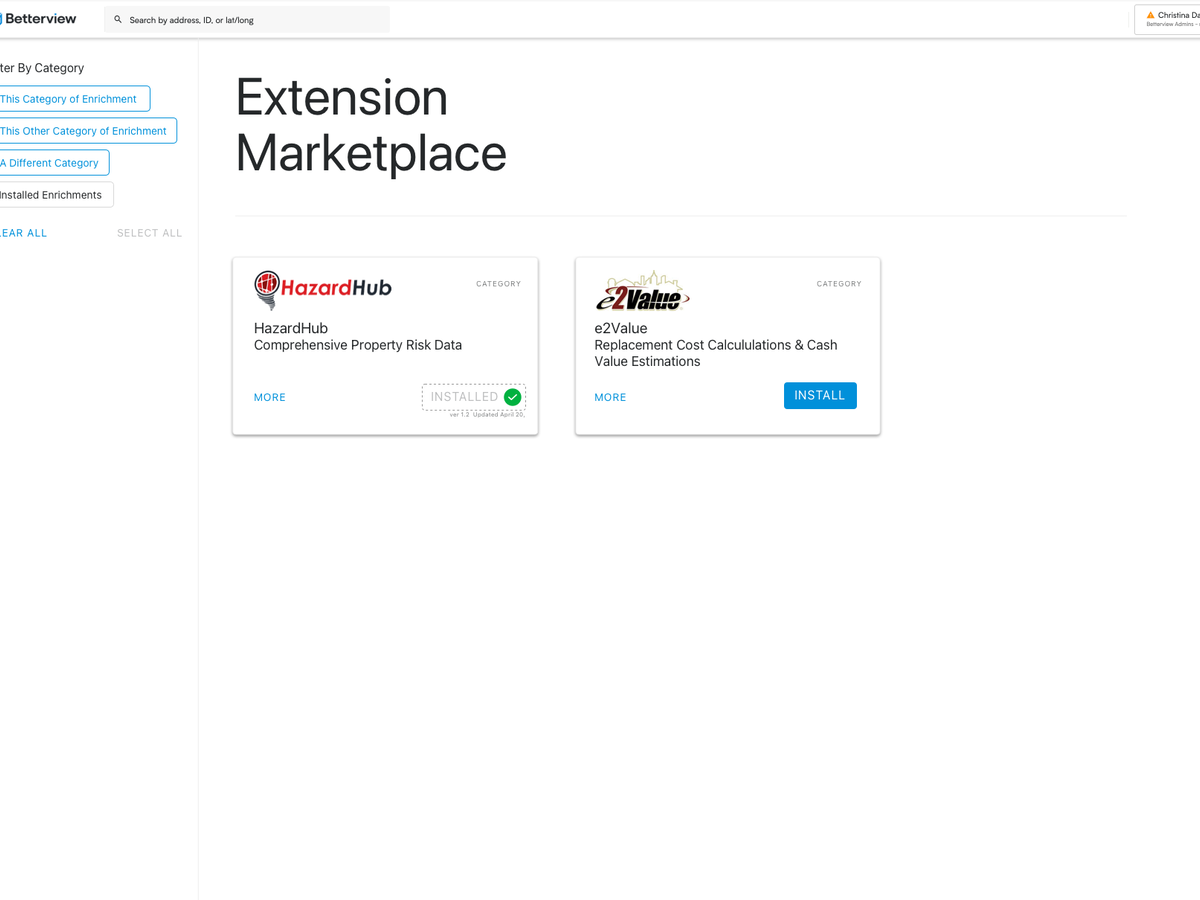 Betterview
Search by address, ID, or lat/long
Christina Da
Betterview Admins -
ter By Category
This Category of Enrichment
This Other Category of Enrichment
A Different Category
Installed Enrichments
EAR ALL
SELECT ALL
Extension
Marketplace
HazardHub
CATEGORY
HazardHub
Comprehensive Property Risk Data
MORE
INSTALLED
ver 1.2 Updated April 20,
e2Value
CATEGORY
e2Value
Replacement Cost Calcululations & Cash
Value Estimations
MORE
INSTALL